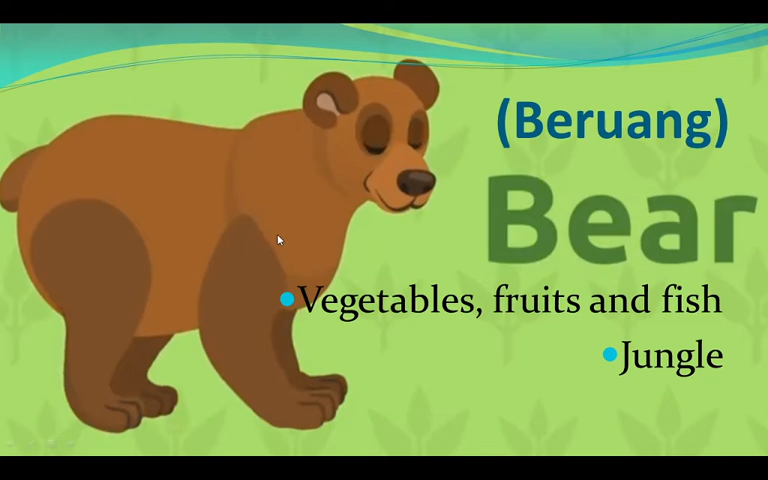 (Beruang)
Bear
•Vegetables, fruits and fish
•Jungle